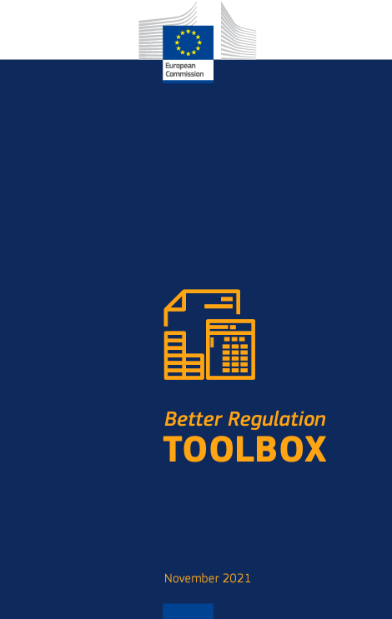 European
Commission
Better Regulation
TOOLBOX
November 2021